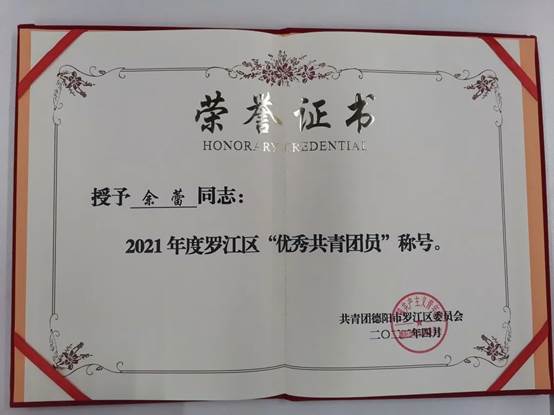 荣誉证书
HONORARY CREDENTIAL
授予 余蕾 同志：
2021年度罗江区“优秀共青团员”称号。
共青团德阳市罗江区委员会
二〇二二年四月